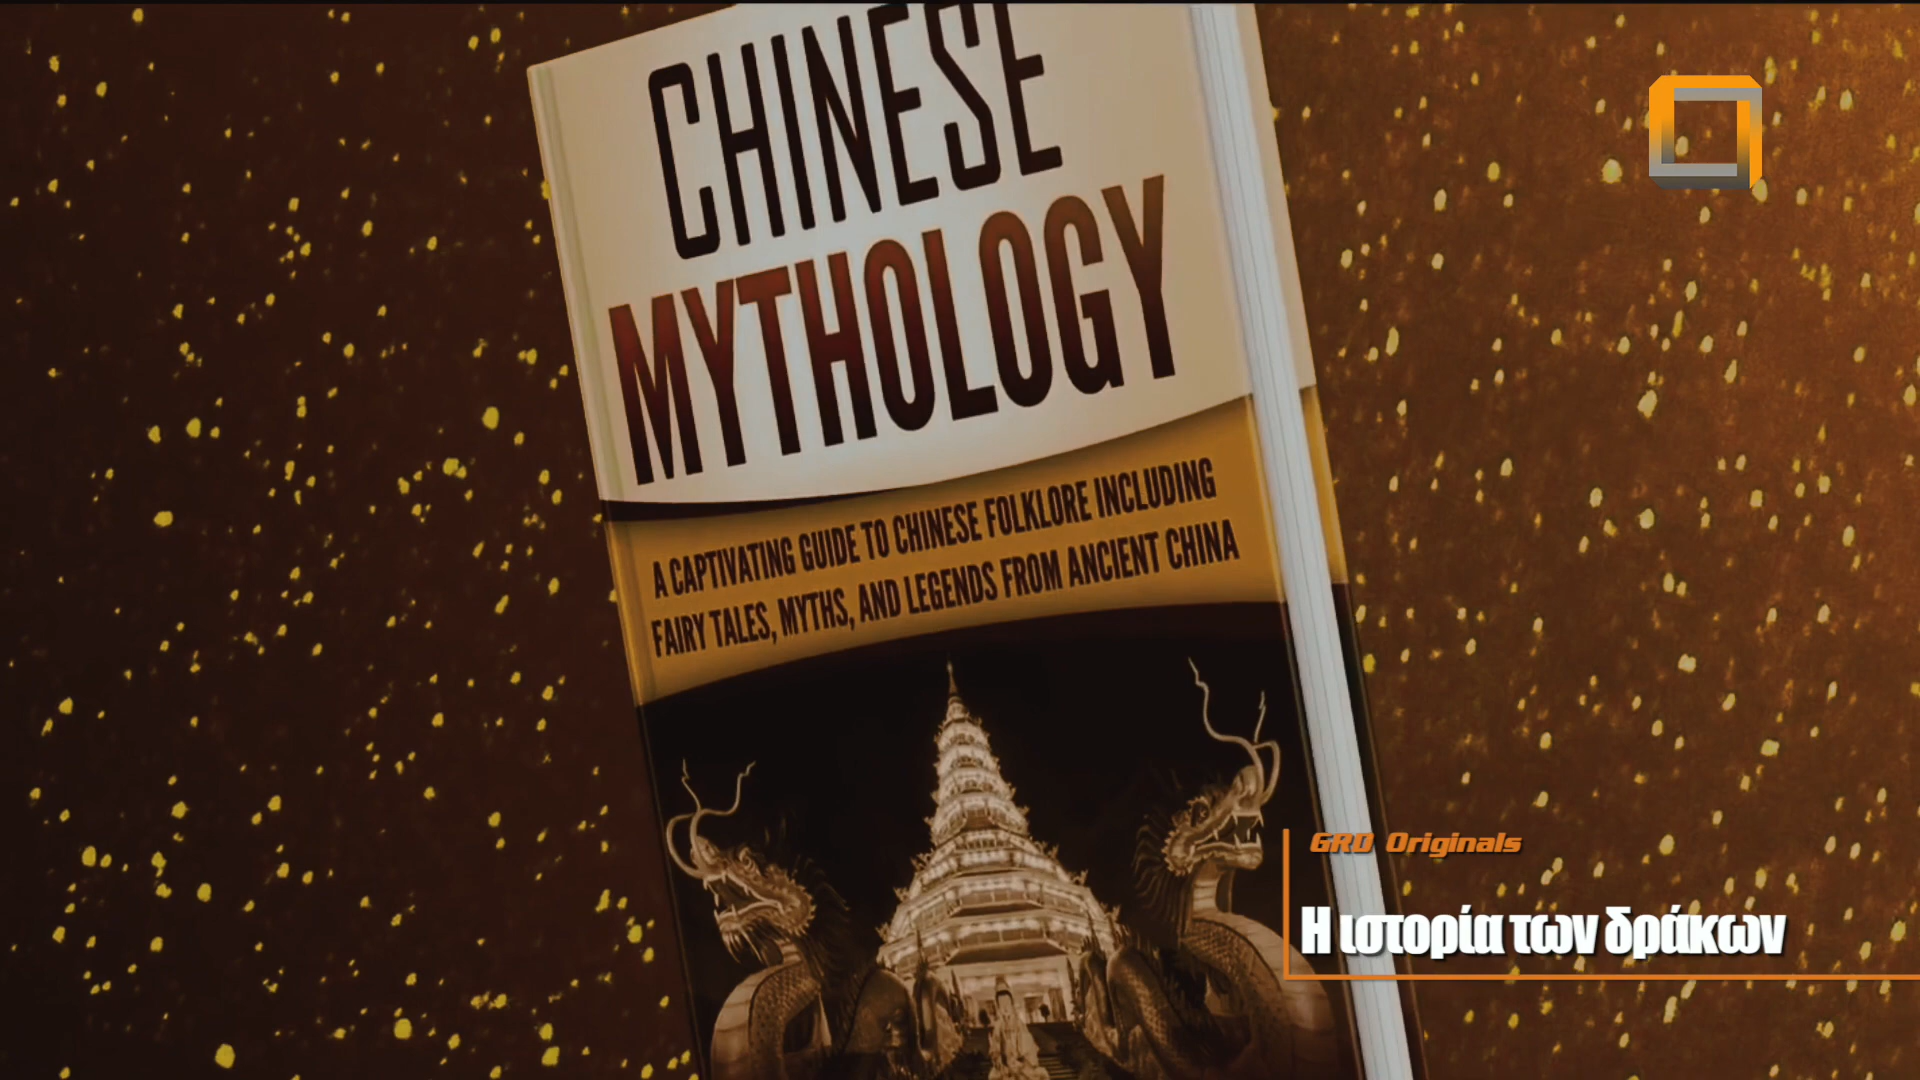 CHINESE
MYTHOLOGY
A CAPTIVATING GUIDE TO CHINESE FOLKLORE INCLUDING
FAIRY TALES, MYTHS, AND LEGENDS FROM ANCIENT CHINA
GRD Originals
Η ιστορία των δράκων